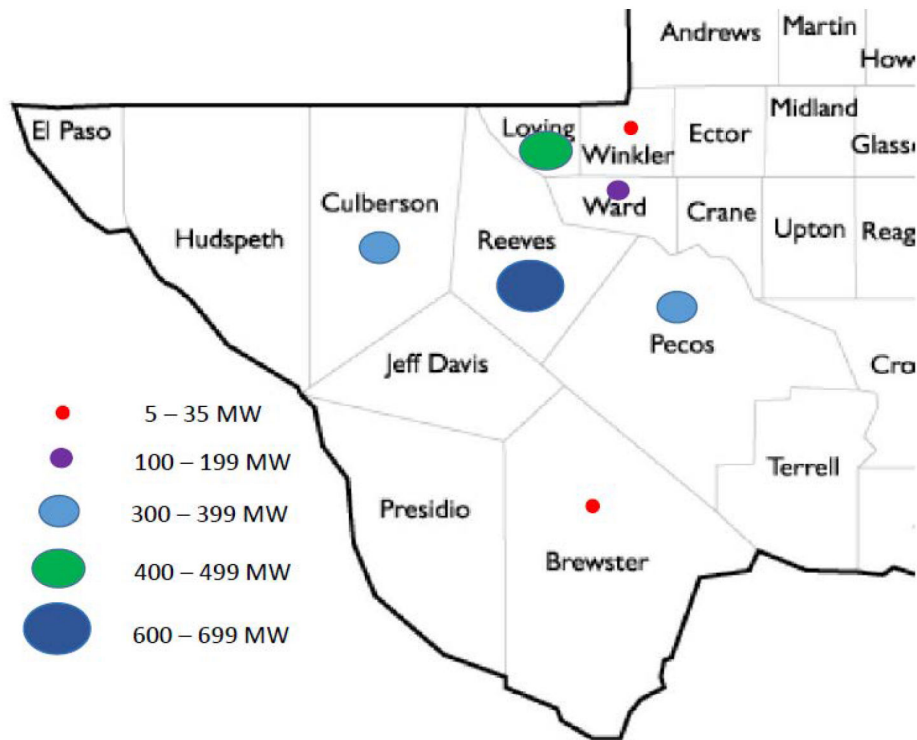 Andrews
Martin
How
El Paso
Loving
Winkler
Ector
Midland
Glassc
Culberson
Ward
Crane
Upton
Reag
Hudspeth
Reeves
Pecos
Cro
Jeff Davis
5 – 35 MW
100 – 199 MW
Terrell
300 – 399 MW
Presidio
Brewster
400 – 499 MW
600 – 699 MW